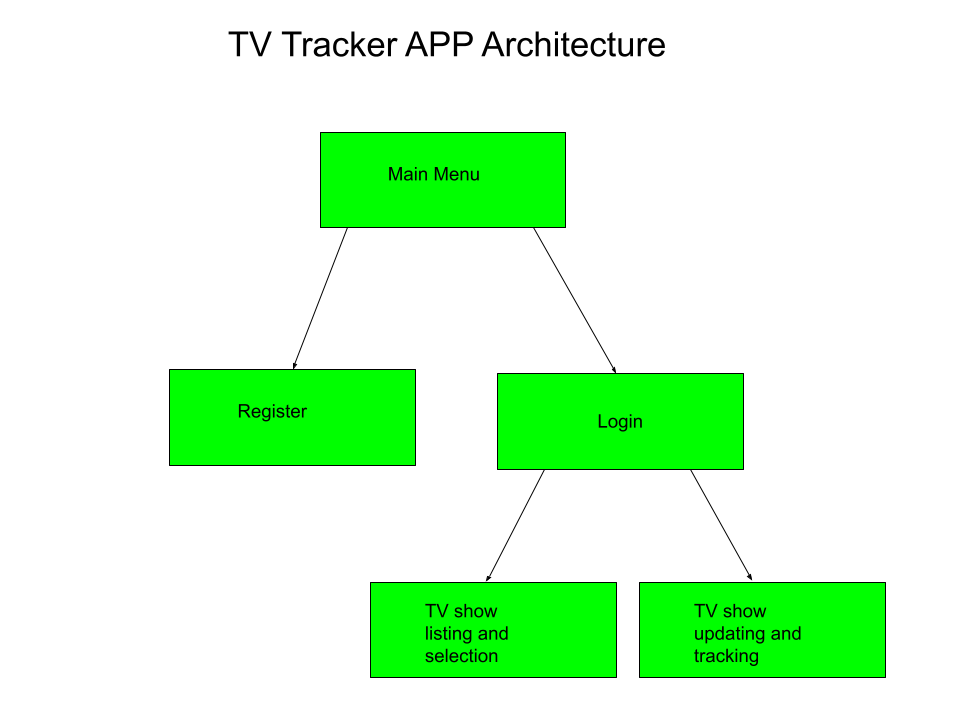 TV Tracker APP Architecture
Main Menu
Register
Login
TV show
listing and
selection
TV show
updating and
tracking